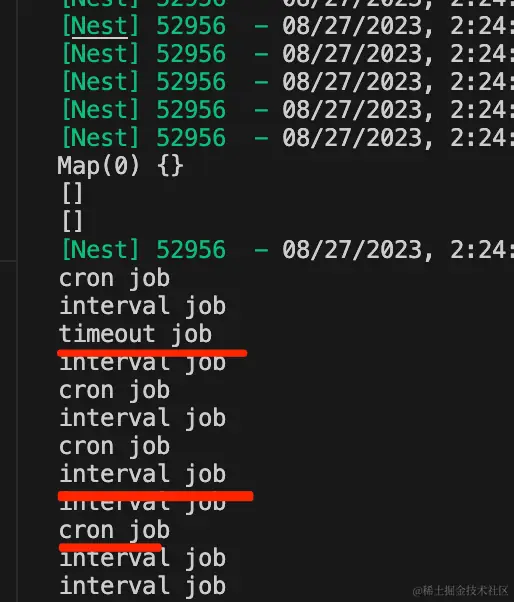 [Nest] 52956 - 08/27/2023, 2:24:
[Nest] 52956 - 08/27/2023, 2:24:
[Nest] 52956 - 08/27/2023, 2:24:
[Nest] 52956 - 08/27/2023, 2:24:
[Nest] 52956 - 08/27/2023, 2:24:
[Nest] 52956 - 08/27/2023, 2:24:
Map(0) {}
[]
[]
[Nest] 52956 - 08/27/2023, 2:24:
cron job
interval job
timeout job
interval job
cron job
interval job
cron job
interval job
interval job
cron job
interval job
interval job
@稀土掘金技术社区